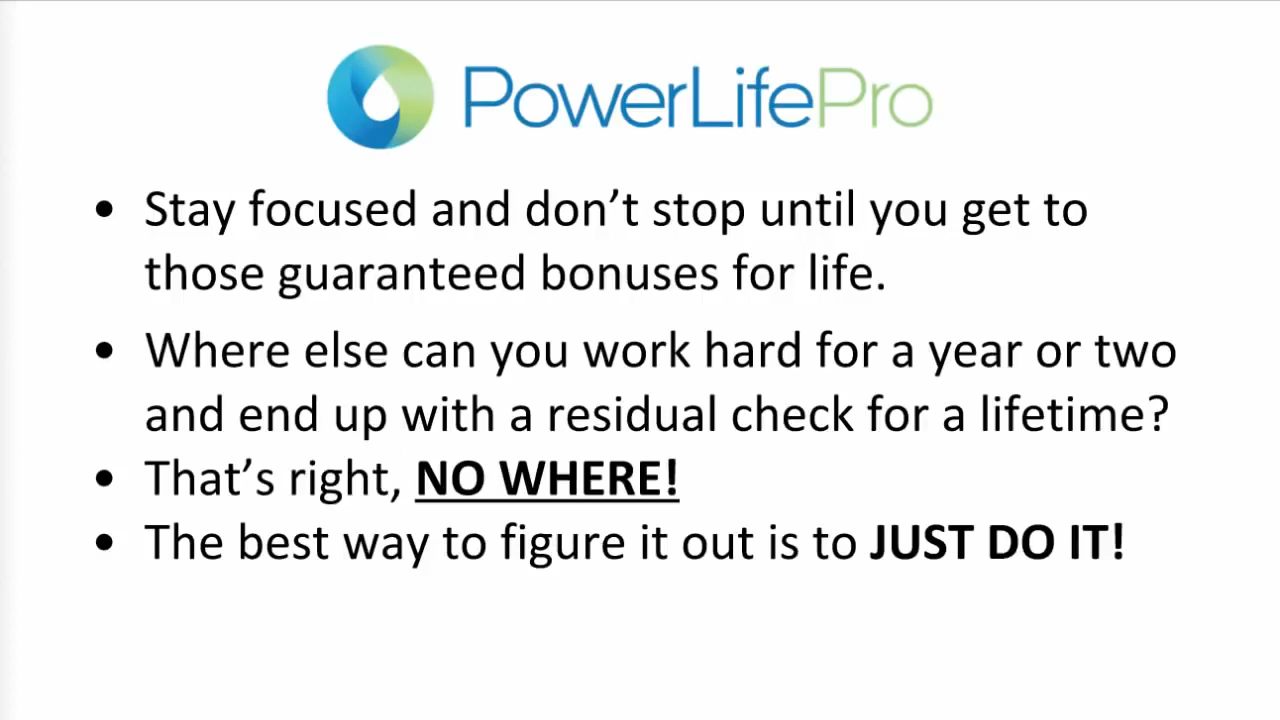 PowerLifePro
• Stay focused and don’t stop until you get to
those guaranteed bonuses for life.
• Where else can you work hard for a year or two
and end up with a residual check for a lifetime?
• That’s right, NO WHERE!
• The best way to figure it out is to JUST DO IT!